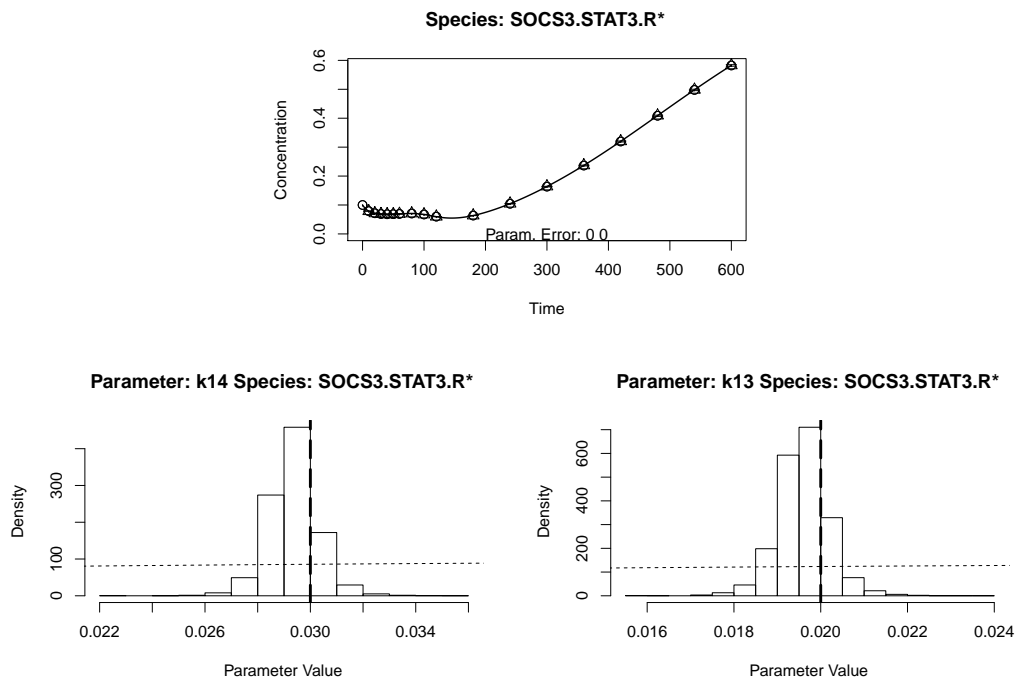 Species: SOCS3.STAT3.R*
Concentration
0.6
0.4
0.2
0.0
Param. Error: 0 0
0 100 200 300 400 500 600
Time
Parameter: k14 Species: SOCS3.STAT3.R*
Density
300
100
0
0.022 0.026 0.030 0.034
Parameter Value
Parameter: k13 Species: SOCS3.STAT3.R*
Density
600
400
200
0
0.016 0.018 0.020 0.022 0.024
Parameter Value